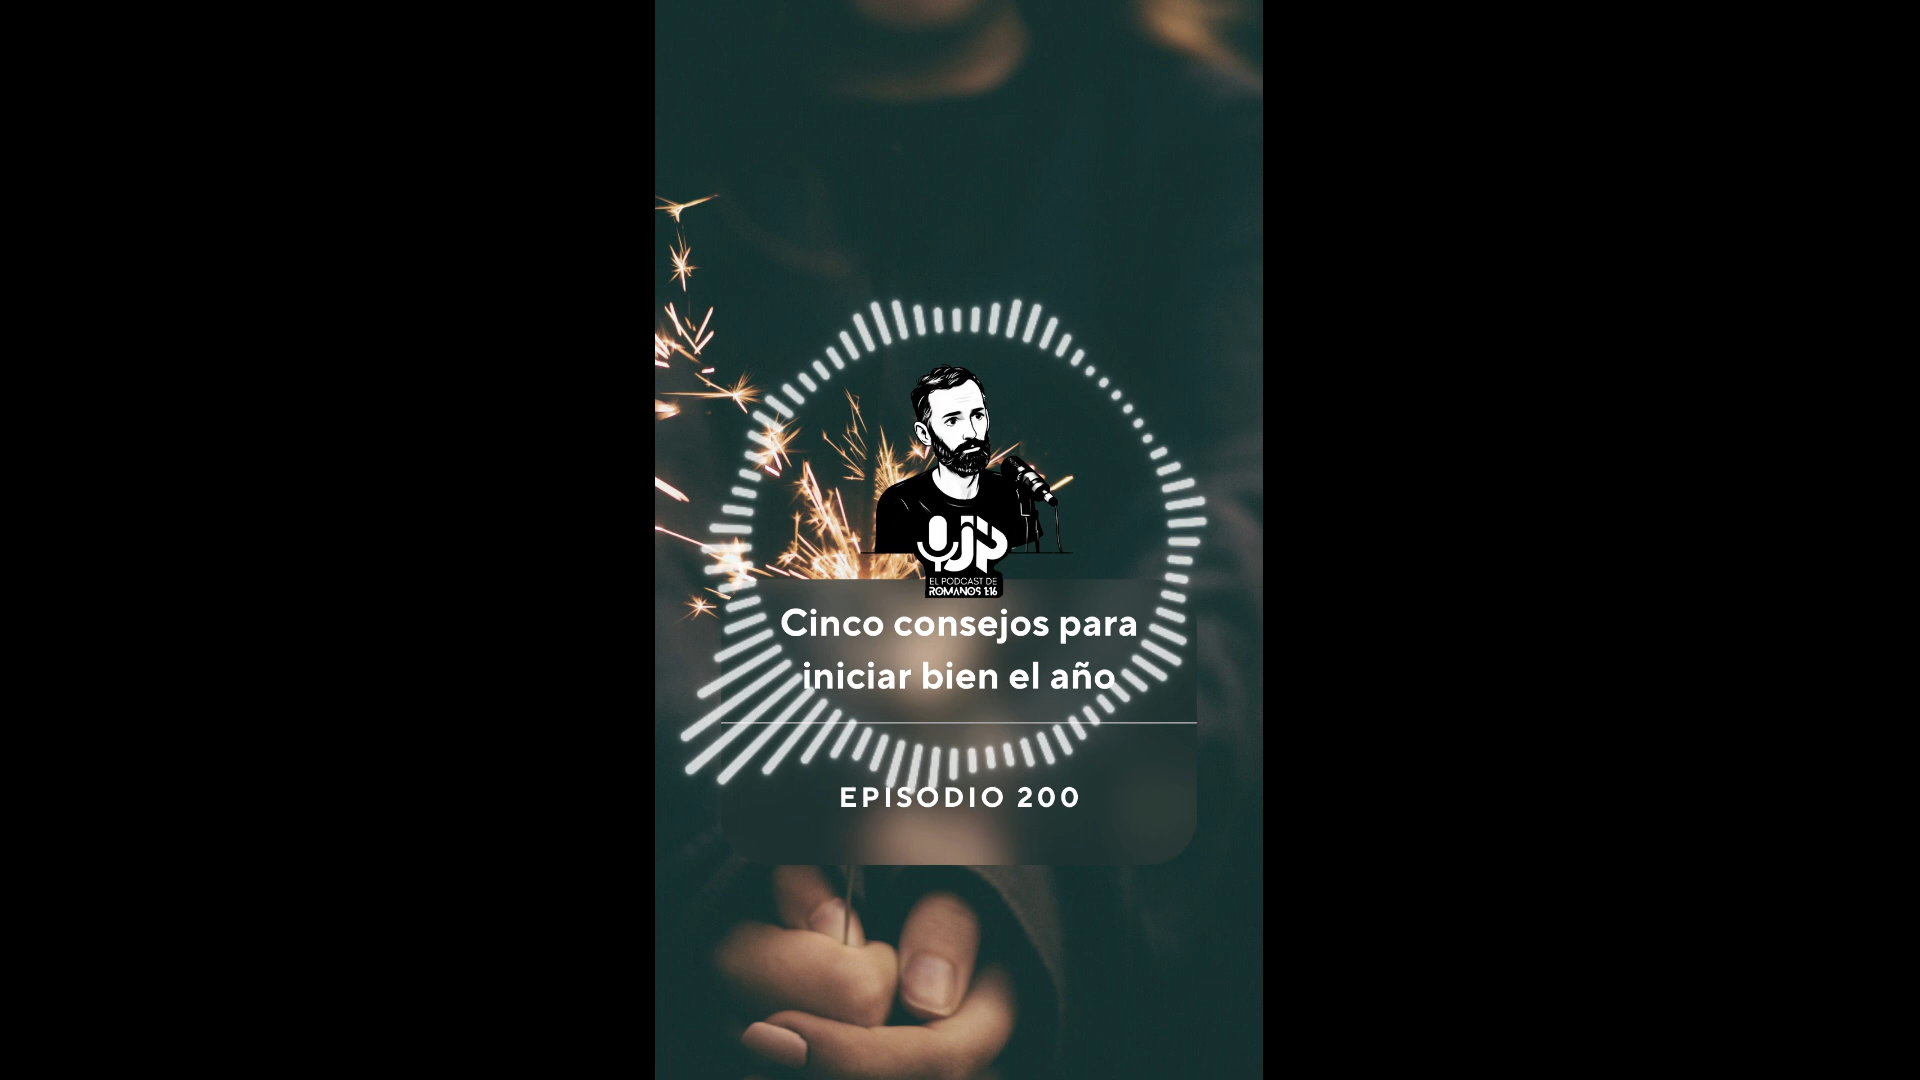 EL PODCAST DE
ROMANOS 1:16
Cinco consejos para
iniciar bien el año
EPISODIO 200